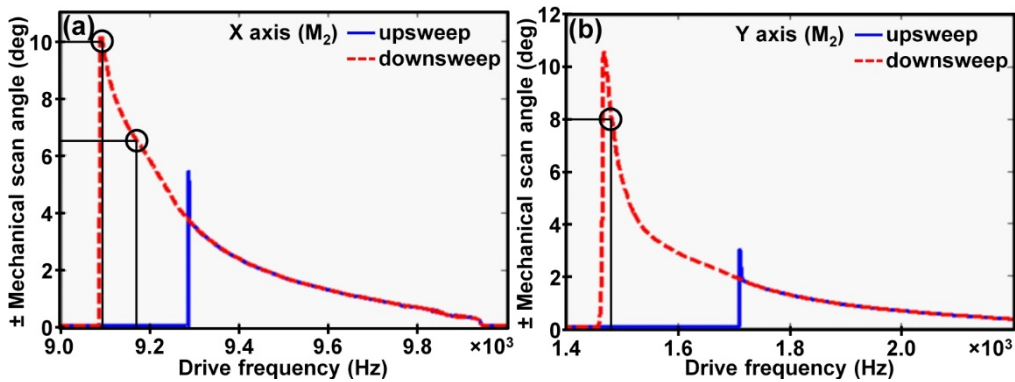 (a)
X axis (M₂)
upsweep
downsweep
± Mechanical scan angle (deg)
10
8
6
4
2
0
9.0
9.2
9.4
9.6
9.8
×10³
Drive frequency (Hz)
(b)
Y axis (M₂)
upsweep
downsweep
± Mechanical scan angle (deg)
12
10
8
6
4
2
0
1.4
1.6
1.8
2.0
×10³
Drive frequency (Hz)